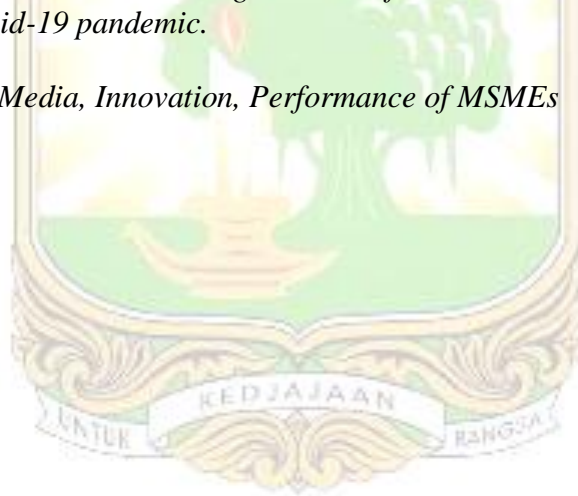 id-19 pandemic.
Media, Innovation, Performance of MSMEs
UNTUK KEDJAJAAN BANGSA